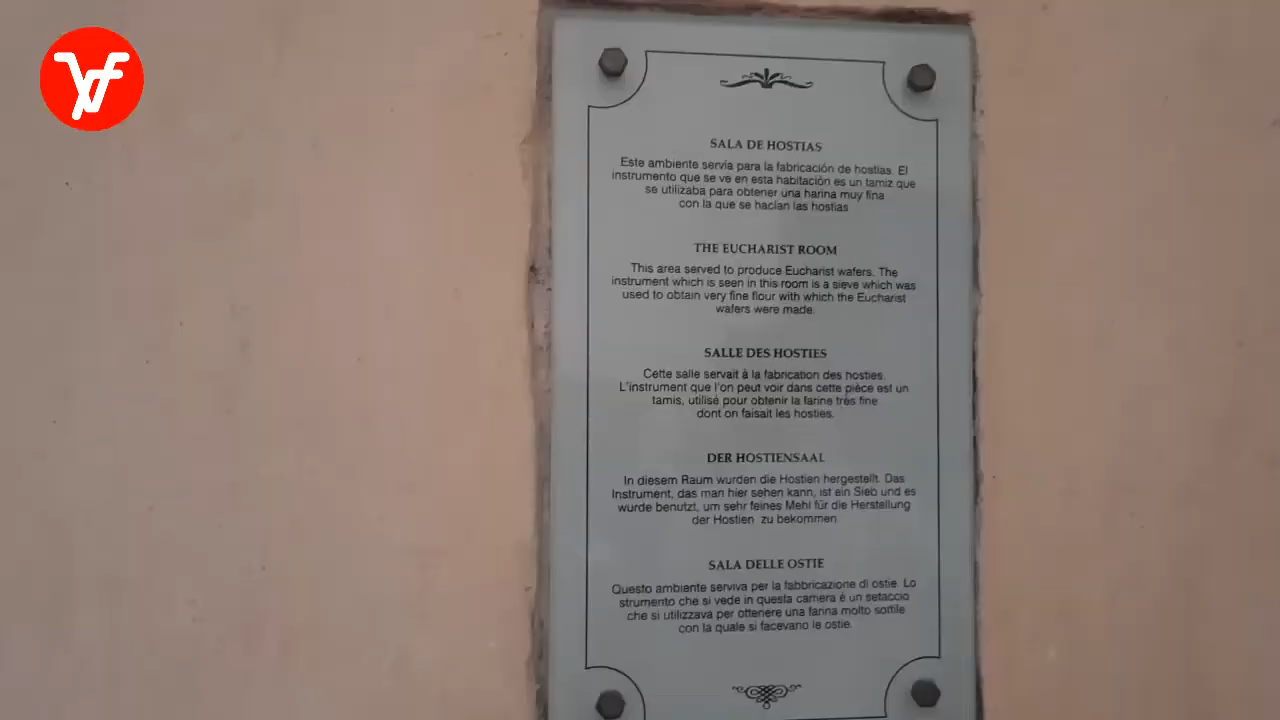 SALA DE HOSTIAS
Este ambiente servía para la fabricación de hostias. El
instrumento que se ve en esta habitación es un tamiz que
se utilizaba para obtener una harina muy fina
con la que se hacían las hostias
THE EUCHARIST ROOM
This area served to produce Eucharist wafers. The
instrument which is seen in this room is a sieve which was
used to obtain very fine flour with which the Eucharist
wafers were made.
SALLE DES HOSTIES
Cette salle servait à la fabrication des hosties.
L'instrument que l'on peut voir dans cette pièce est un
tamis, utilisé pour obtenir la farine très fine
dont on faisait les hosties.
DER HOSTIENSAAL
In diesem Raum wurden die Hostien hergestellt. Das
Instrument, das man hier sehen kann, ist ein Sieb und es
wurde benutzt, um sehr feines Mehl für die Herstellung
der Hostien zu bekommen
SALA DELLE OSTIE
Questo ambiente serviva per la fabbricazione di ostie. Lo
strumento che si vede in questa camera è un setaccio
che si utilizzava per ottenere una farina molto sottile
con la quale si facevano le ostie.